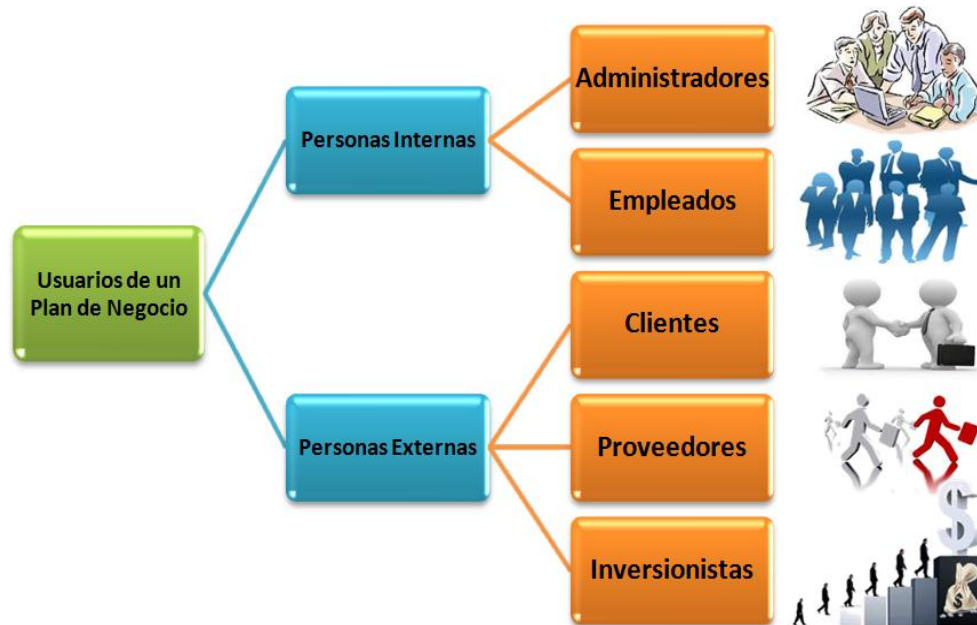 Usuarios de un
Plan de Negocio
Personas Internas
Administradores
Empleados
Personas Externas
Clientes
Proveedores
Inversionistas
$
$